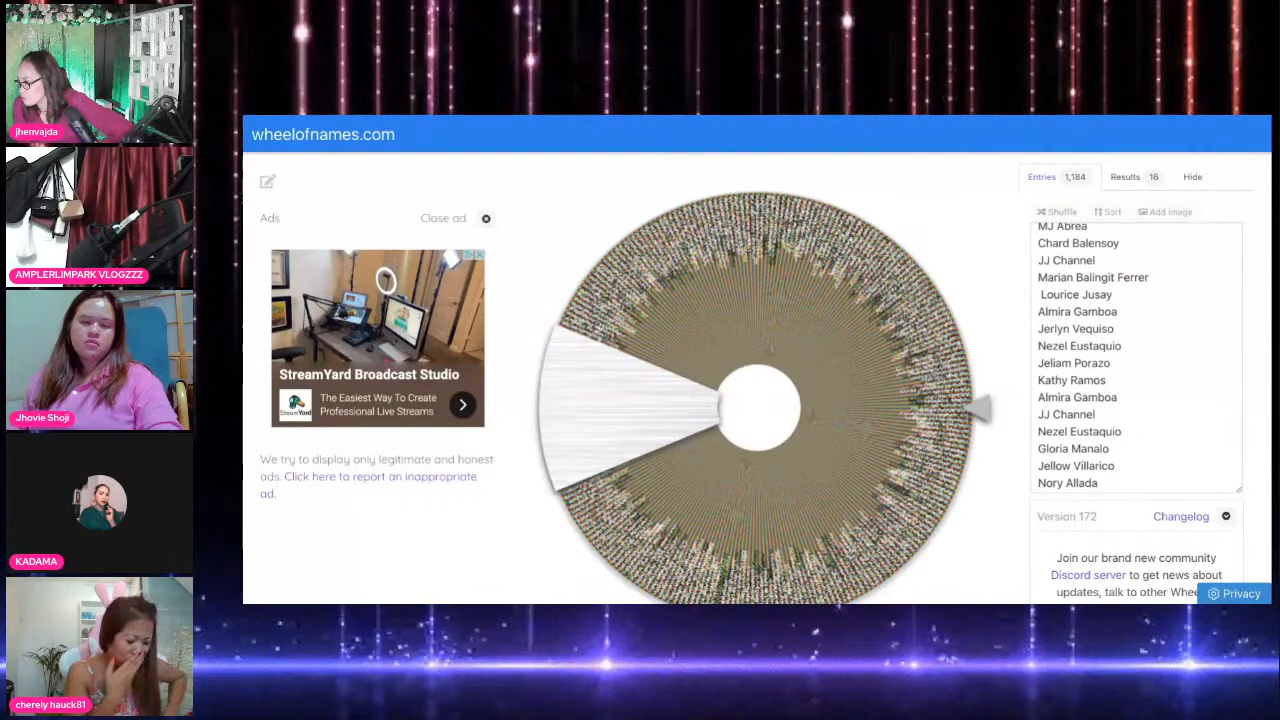 jhenvajda
AMPLERLIMPARK VLOGZZZ
Jhovie Shoji
KADAMA
cherely hauck81
wheelofnames.com
Ads
Close ad
StreamYard Broadcast Studio
StreamYard
The Easiest Way To Create
Professional Live Streams
We try to display only legitimate and honest
ads. Click here to report an inappropriate
ad.
Entries 1,184 Results 16 Hide
Shuffle Sort Add image
MJ Abrea
Chard Balensoy
JJ Channel
Marian Balingit Ferrer
Lourice Jusay
Almira Gamboa
Jerlyn Vequiso
Nezel Eustaquio
Jeliam Porazo
Kathy Ramos
Almira Gamboa
JJ Channel
Nezel Eustaquio
Gloria Manalo
Jellow Villarico
Nory Allada
Version 172 Changelog
Join our brand new community
Discord server to get news about
updates, talk to other Whee
Privacy